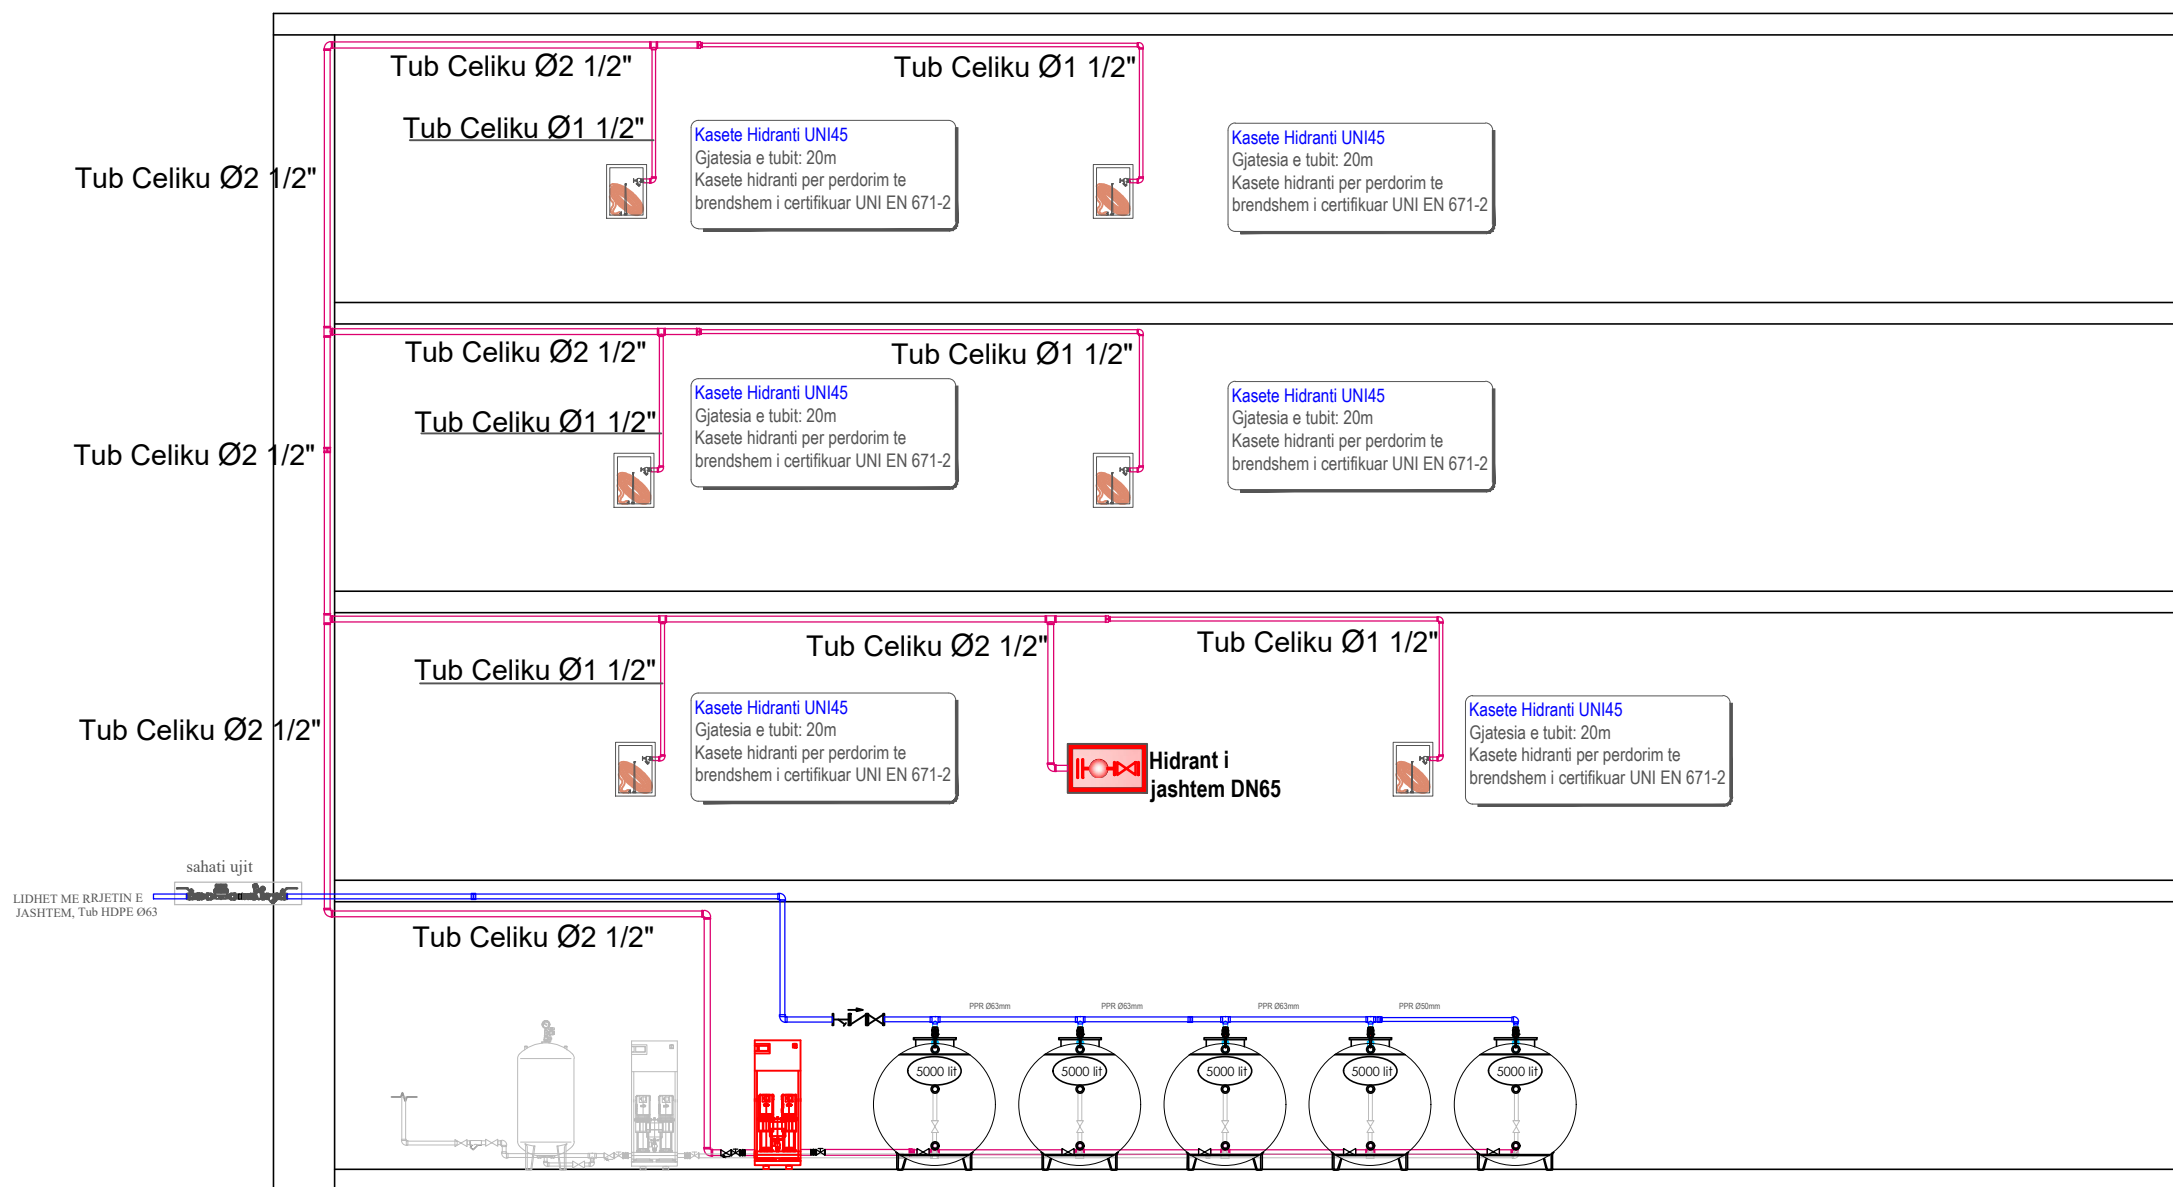 Tub Celiku Ø2 1/2"
Tub Celiku Ø1 1/2"
Tub Celiku Ø1 1/2"
Tub Celiku Ø2 1/2"
Kasete Hidranti UNI45
Gjatesia e tubit: 20m
Kasete hidranti per perdorim te
brendshem i certifikuar UNI EN 671-2
Kasete Hidranti UNI45
Gjatesia e tubit: 20m
Kasete hidranti per perdorim te
brendshem i certifikuar UNI EN 671-2
Tub Celiku Ø2 1/2"
Tub Celiku Ø1 1/2"
Tub Celiku Ø1 1/2"
Tub Celiku Ø2 1/2"
Kasete Hidranti UNI45
Gjatesia e tubit: 20m
Kasete hidranti per perdorim te
brendshem i certifikuar UNI EN 671-2
Kasete Hidranti UNI45
Gjatesia e tubit: 20m
Kasete hidranti per perdorim te
brendshem i certifikuar UNI EN 671-2
Tub Celiku Ø2 1/2"
Tub Celiku Ø1 1/2"
Tub Celiku Ø1 1/2"
Tub Celiku Ø2 1/2"
Kasete Hidranti UNI45
Gjatesia e tubit: 20m
Kasete hidranti per perdorim te
brendshem i certifikuar UNI EN 671-2
Hidrant i
jashtem DN65
Kasete Hidranti UNI45
Gjatesia e tubit: 20m
Kasete hidranti per perdorim te
brendshem i certifikuar UNI EN 671-2
sahati ujit
LIDHET ME RRJETIN E
JASHTEM, Tub HDPE Ø63
Tub Celiku Ø2 1/2"
PPR Ø63mm
PPR Ø63mm
PPR Ø63mm
PPR Ø50mm
5000 lit
5000 lit
5000 lit
5000 lit
5000 lit